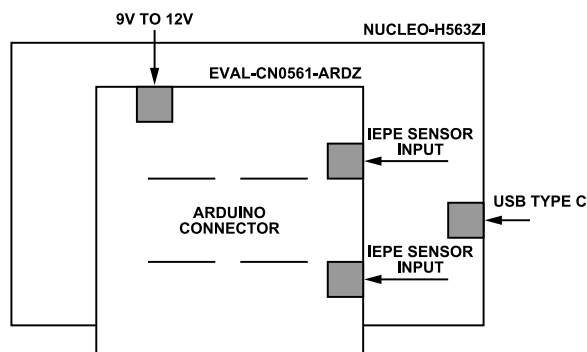 9V TO 12V
NUCLEO-H563ZI
EVAL-CN0561-ARDZ
IEPE SENSOR
INPUT
USB TYPE C
ARDUINO
CONNECTOR
IEPE SENSOR
INPUT